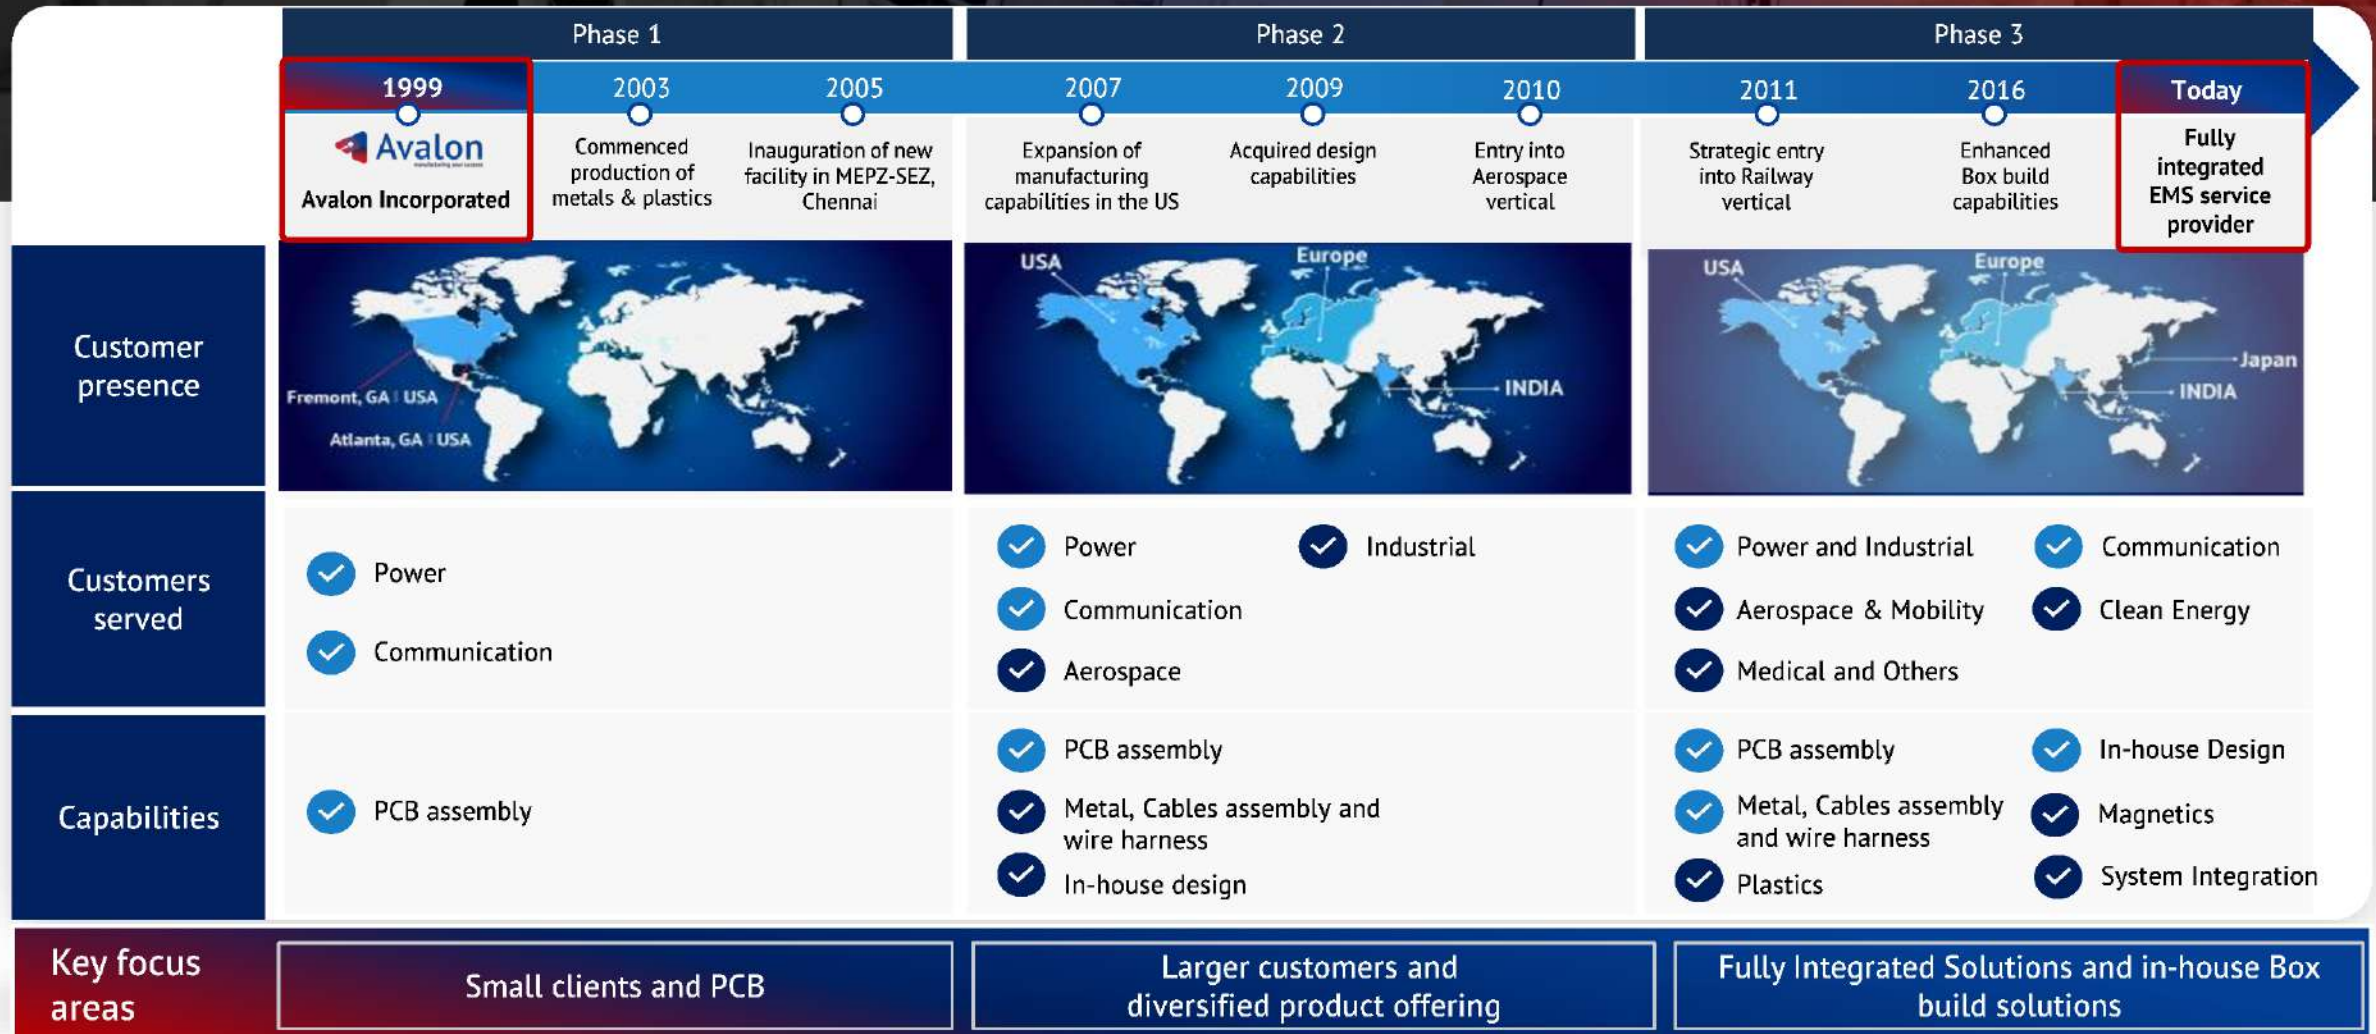 Phase 1
Phase 2
Phase 3
1999
2003
2005
2007
2009
2010
2011
2016
Today
Avalon
Avalon Incorporated
Commenced
production of
metals & plastics
Inauguration of new
facility in MEPZ-SEZ,
Chennai
Expansion of
manufacturing
capabilities in the US
Acquired design
capabilities
Entry into
Aerospace
vertical
Strategic entry
into Railway
vertical
Enhanced
Box build
capabilities
Fully
integrated
EMS service
provider
Customer
presence
Fremont, GA | USA
Atlanta, GA | USA
USA
Europe
INDIA
USA
Europe
Japan
INDIA
Customers
served
Power
Communication
Power
Industrial
Communication
Aerospace
Power and Industrial
Communication
Aerospace & Mobility
Clean Energy
Medical and Others
Capabilities
PCB assembly
PCB assembly
Metal, Cables assembly and
wire harness
In-house design
PCB assembly
In-house Design
Metal, Cables assembly
and wire harness
Magnetics
Plastics
System Integration
Key focus
areas
Small clients and PCB
Larger customers and
diversified product offering
Fully Integrated Solutions and in-house Box
build solutions